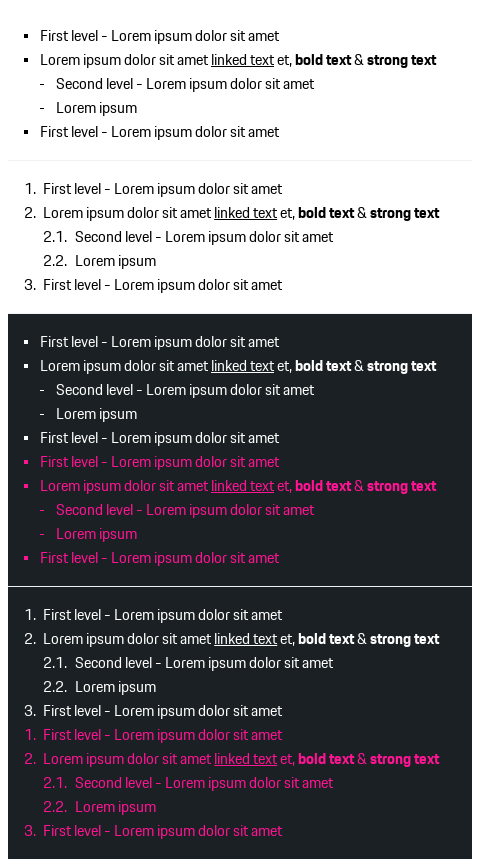 ▪ First level - Lorem ipsum dolor sit amet
▪ Lorem ipsum dolor sit amet linked text et, bold text & strong text
- Second level - Lorem ipsum dolor sit amet
- Lorem ipsum
▪ First level - Lorem ipsum dolor sit amet
1. First level - Lorem ipsum dolor sit amet
2. Lorem ipsum dolor sit amet linked text et, bold text & strong text
2.1. Second level - Lorem ipsum dolor sit amet
2.2. Lorem ipsum
3. First level - Lorem ipsum dolor sit amet
▪ First level - Lorem ipsum dolor sit amet
▪ Lorem ipsum dolor sit amet linked text et, bold text & strong text
- Second level - Lorem ipsum dolor sit amet
- Lorem ipsum
▪ First level - Lorem ipsum dolor sit amet
▪ First level - Lorem ipsum dolor sit amet
▪ Lorem ipsum dolor sit amet linked text et, bold text & strong text
- Second level - Lorem ipsum dolor sit amet
- Lorem ipsum
▪ First level - Lorem ipsum dolor sit amet
1. First level - Lorem ipsum dolor sit amet
2. Lorem ipsum dolor sit amet linked text et, bold text & strong text
2.1. Second level - Lorem ipsum dolor sit amet
2.2. Lorem ipsum
3. First level - Lorem ipsum dolor sit amet
1. First level - Lorem ipsum dolor sit amet
2. Lorem ipsum dolor sit amet linked text et, bold text & strong text
2.1. Second level - Lorem ipsum dolor sit amet
2.2. Lorem ipsum
3. First level - Lorem ipsum dolor sit amet